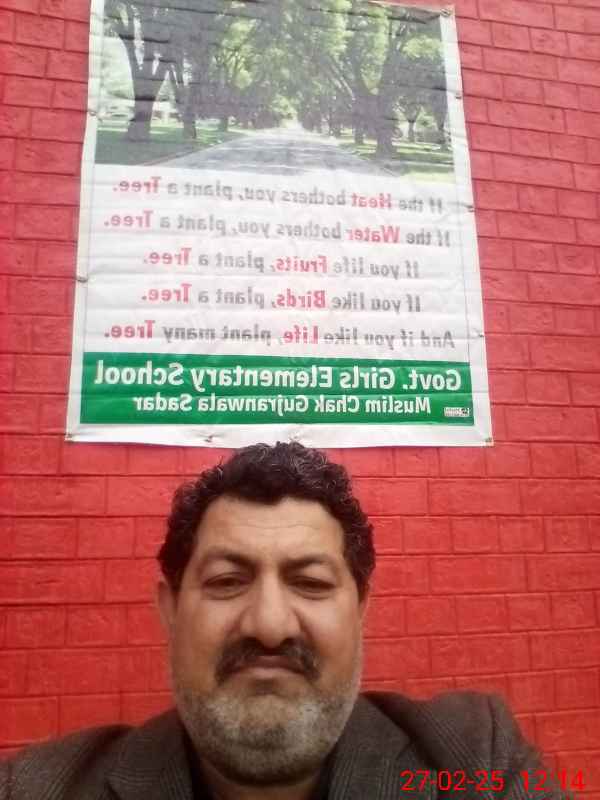 If the Heat bothers you, plant a Tree.
If the Water bothers you, plant a Tree.
If you life Fruits, plant a Tree.
If you like Birds, plant a Tree.
And if you like Life, plant many Tree.
Govt. Girls Elementary School
Muslim Chak Gujranwala Sadar
27-02-25 12:14